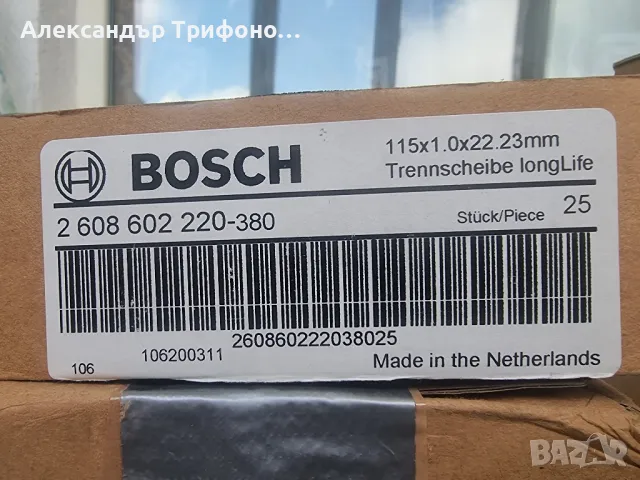 Александър Трифоно...
BOSCH
115x1.0x22.23mm
Trennscheibe longLife
2 608 602 220-380
Stück/Piece 25
260860222038025
106 106200311
Made in the Netherlands
BAZAR